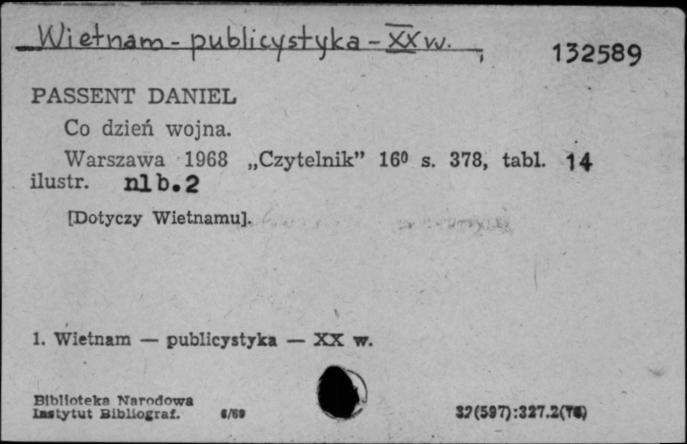 Wietnam - publicystyka - XX w.
132589
PASSENT DANIEL
Co dzień wojna.
Warszawa 1968 „Czytelnik” 16⁰ s. 378, tabl. 14
ilustr. nlb. 2
[Dotyczy Wietnamu].
1. Wietnam — publicystyka — XX w.
Biblioteka Narodowa
Instytut Bibliograf. 6/69
32(597):327.2(73)